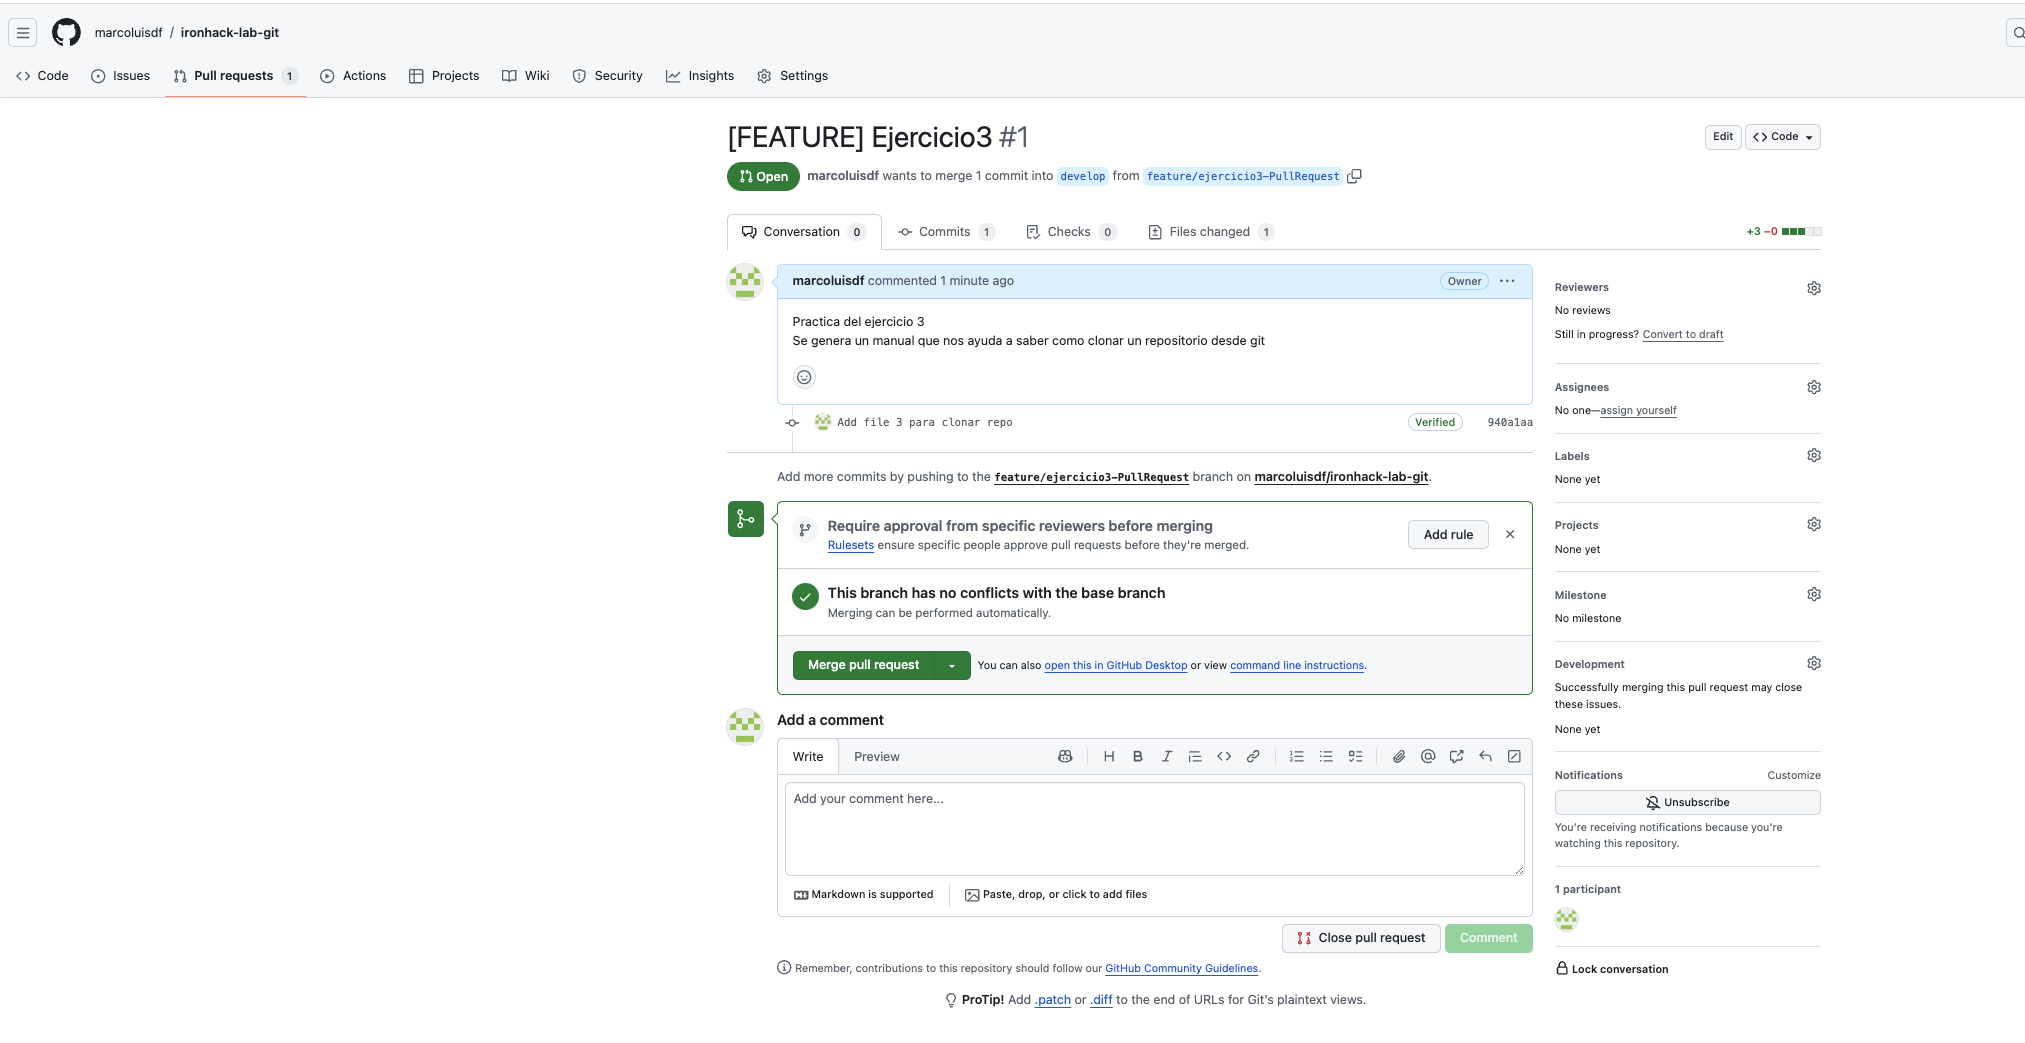 marcoluisdf / ironhack-lab-git
Code Issues Pull requests 1 Actions Projects Wiki Security Insights Settings
[FEATURE] Ejercicio3 #1
Edit Code
Open marcoluisdf wants to merge 1 commit into develop from feature/ejercicio3-PullRequest
Conversation 0 Commits 1 Checks 0 Files changed 1
+3 −0
marcoluisdf commented 1 minute ago Owner
Practica del ejercicio 3
Se genera un manual que nos ayuda a saber como clonar un repositorio desde git
Add file 3 para clonar repo Verified 940a1aa
Add more commits by pushing to the feature/ejercicio3-PullRequest branch on marcoluisdf/ironhack-lab-git.
Require approval from specific reviewers before merging
Rulesets ensure specific people approve pull requests before they're merged.
Add rule
This branch has no conflicts with the base branch
Merging can be performed automatically.
Merge pull request You can also open this in GitHub Desktop or view command line instructions.
Add a comment
Write Preview
Add your comment here...
Markdown is supported Paste, drop, or click to add files
Close pull request Comment
Remember, contributions to this repository should follow our GitHub Community Guidelines.
ProTip! Add .patch or .diff to the end of URLs for Git's plaintext views.
Reviewers
No reviews
Still in progress? Convert to draft
Assignees
No one—assign yourself
Labels
None yet
Projects
None yet
Milestone
No milestone
Development
Successfully merging this pull request may close
these issues.
None yet
Notifications Customize
Unsubscribe
You're receiving notifications because you're
watching this repository.
1 participant
Lock conversation